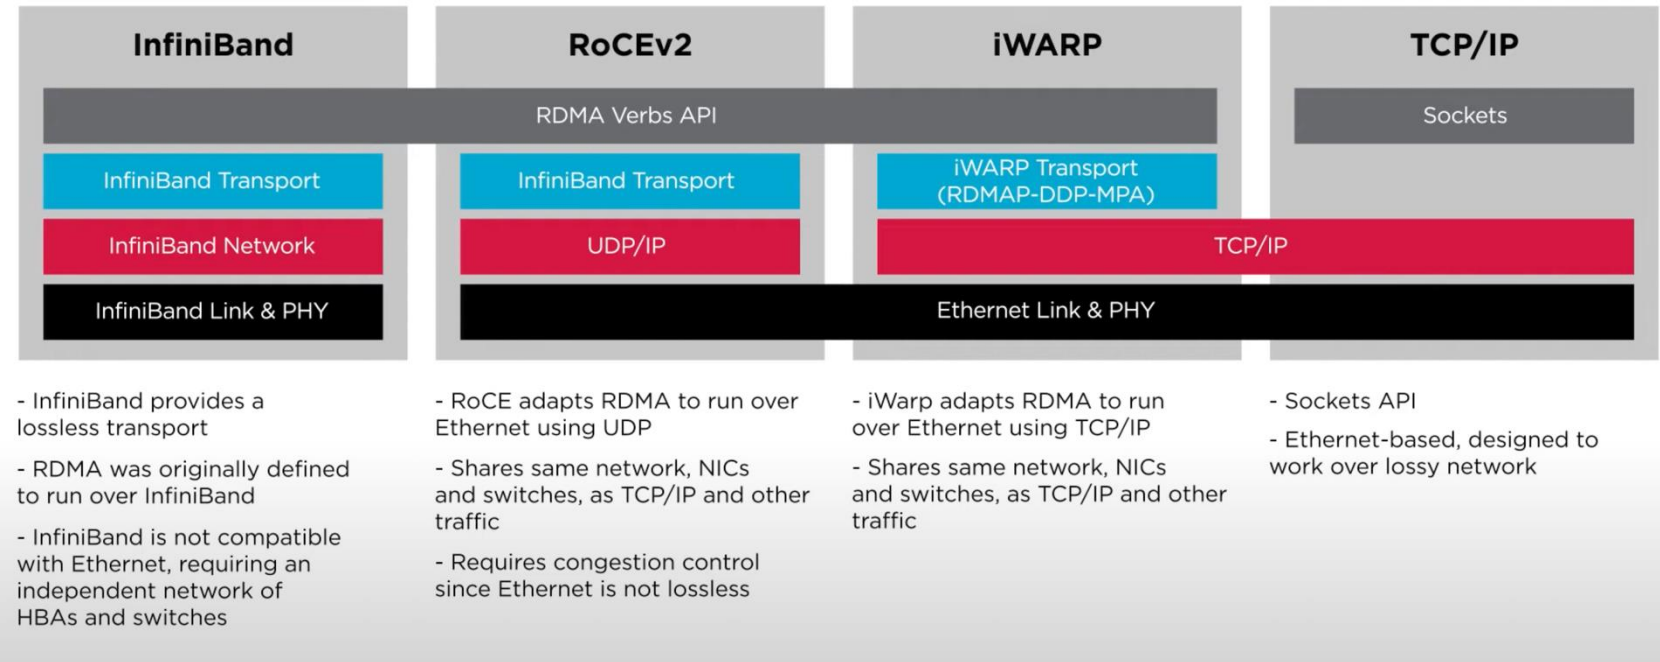 InfiniBand
RoCEv2
iWARP
TCP/IP
RDMA Verbs API
Sockets
InfiniBand Transport
InfiniBand Transport
iWARP Transport
(RDMAP-DDP-MPA)
InfiniBand Network
UDP/IP
TCP/IP
InfiniBand Link & PHY
Ethernet Link & PHY
- InfiniBand provides a
lossless transport
- RDMA was originally defined
to run over InfiniBand
- InfiniBand is not compatible
with Ethernet, requiring an
independent network of
HBAs and switches
- RoCE adapts RDMA to run over
Ethernet using UDP
- Shares same network, NICs
and switches, as TCP/IP and other
traffic
- Requires congestion control
since Ethernet is not lossless
- iWarp adapts RDMA to run
over Ethernet using TCP/IP
- Shares same network, NICs
and switches, as TCP/IP and other
traffic
- Sockets API
- Ethernet-based, designed to
work over lossy network